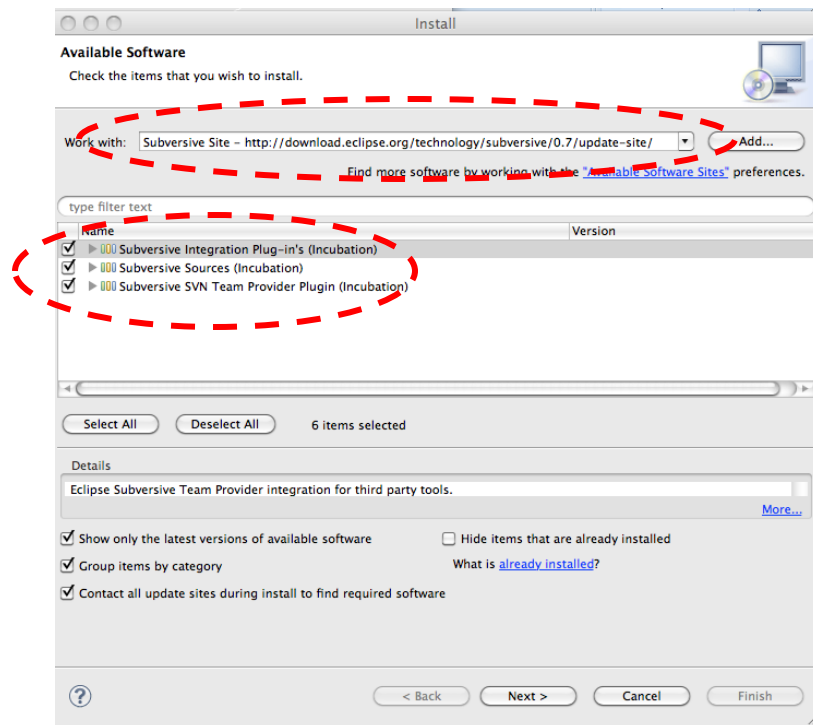 Install
Available Software
Check the items that you wish to install.
Work with: Subversive Site – http://download.eclipse.org/technology/subversive/0.7/update-site/ Add...
Find more software by working with the "Available Software Sites" preferences.
type filter text
Name Version
Subversive Integration Plug-in's (Incubation)
Subversive Sources (Incubation)
Subversive SVN Team Provider Plugin (Incubation)
Select All Deselect All 6 items selected
Details
Eclipse Subversive Team Provider integration for third party tools.
More...
Show only the latest versions of available software Hide items that are already installed
Group items by category What is already installed?
Contact all update sites during install to find required software
? < Back Next > Cancel Finish